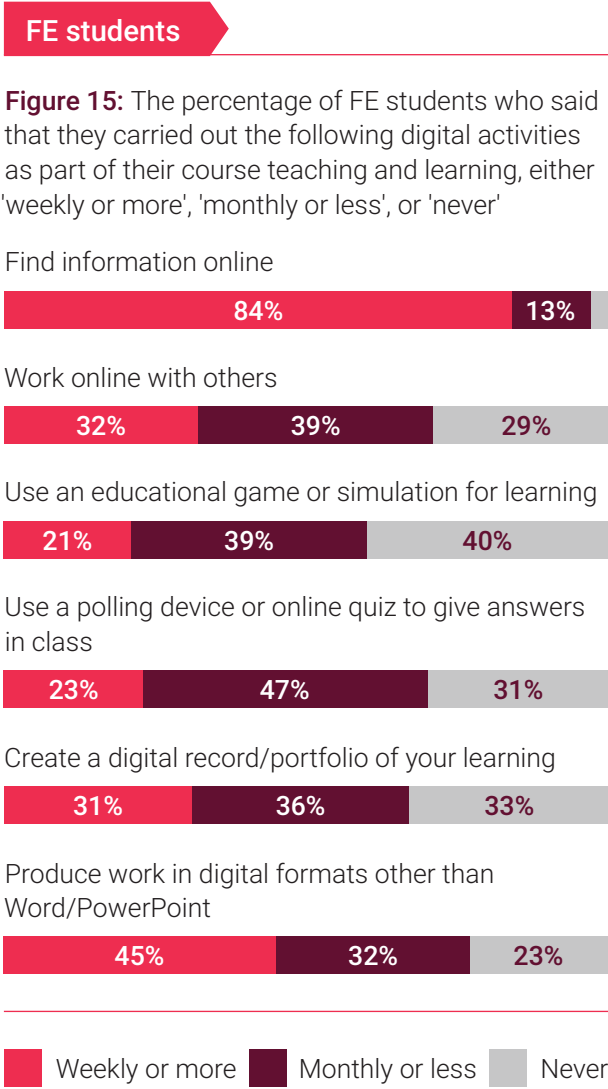 FE students
Figure 15: The percentage of FE students who said
that they carried out the following digital activities
as part of their course teaching and learning, either
'weekly or more', 'monthly or less', or 'never'
Find information online
84% 13%
Work online with others
32% 39% 29%
Use an educational game or simulation for learning
21% 39% 40%
Use a polling device or online quiz to give answers
in class
23% 47% 31%
Create a digital record/portfolio of your learning
31% 36% 33%
Produce work in digital formats other than
Word/PowerPoint
45% 32% 23%
Weekly or more Monthly or less Never